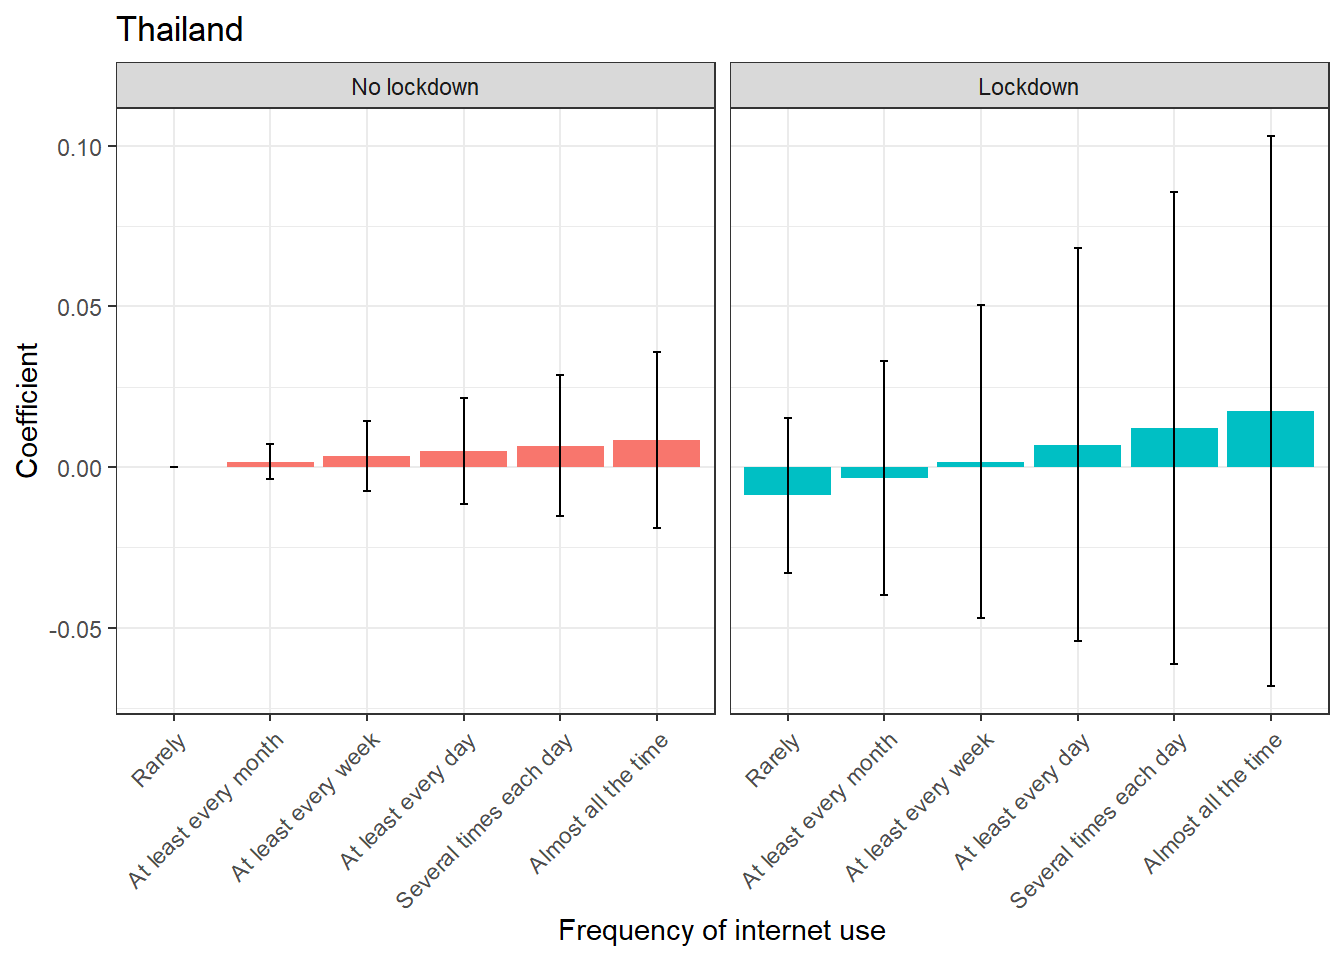 Thailand
No lockdown
Lockdown
Coefficient
0.10
0.05
0.00
-0.05
Rarely
At least every month
At least every week
At least every day
Several times each day
Almost all the time
Rarely
At least every month
At least every week
At least every day
Several times each day
Almost all the time
Frequency of internet use